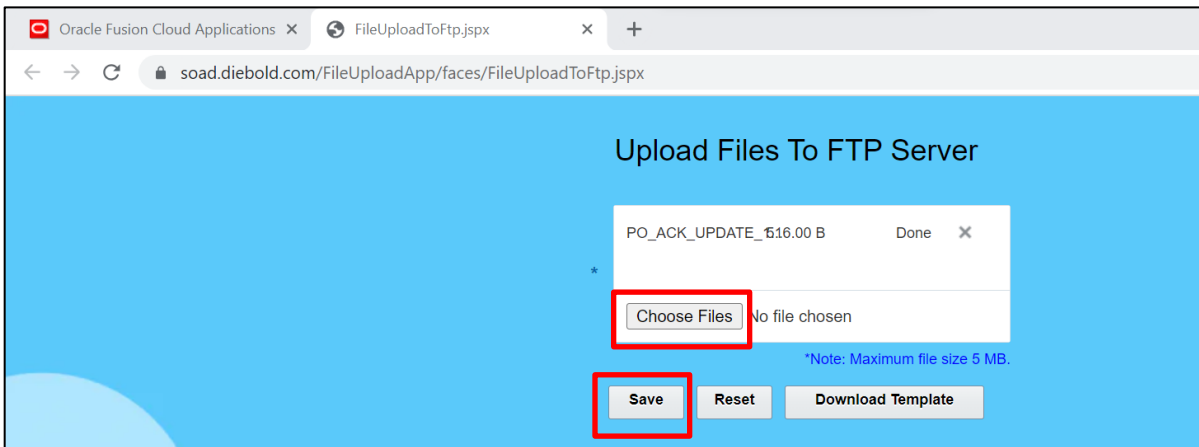 Oracle Fusion Cloud Applications
FileUploadToFtp.jspx
soad.diebold.com/FileUploadApp/faces/FileUploadToFtp.jspx
Upload Files To FTP Server
PO_ACK_UPDATE_ 516.00 B Done
*
Choose Files No file chosen
*Note: Maximum file size 5 MB.
Save Reset Download Template